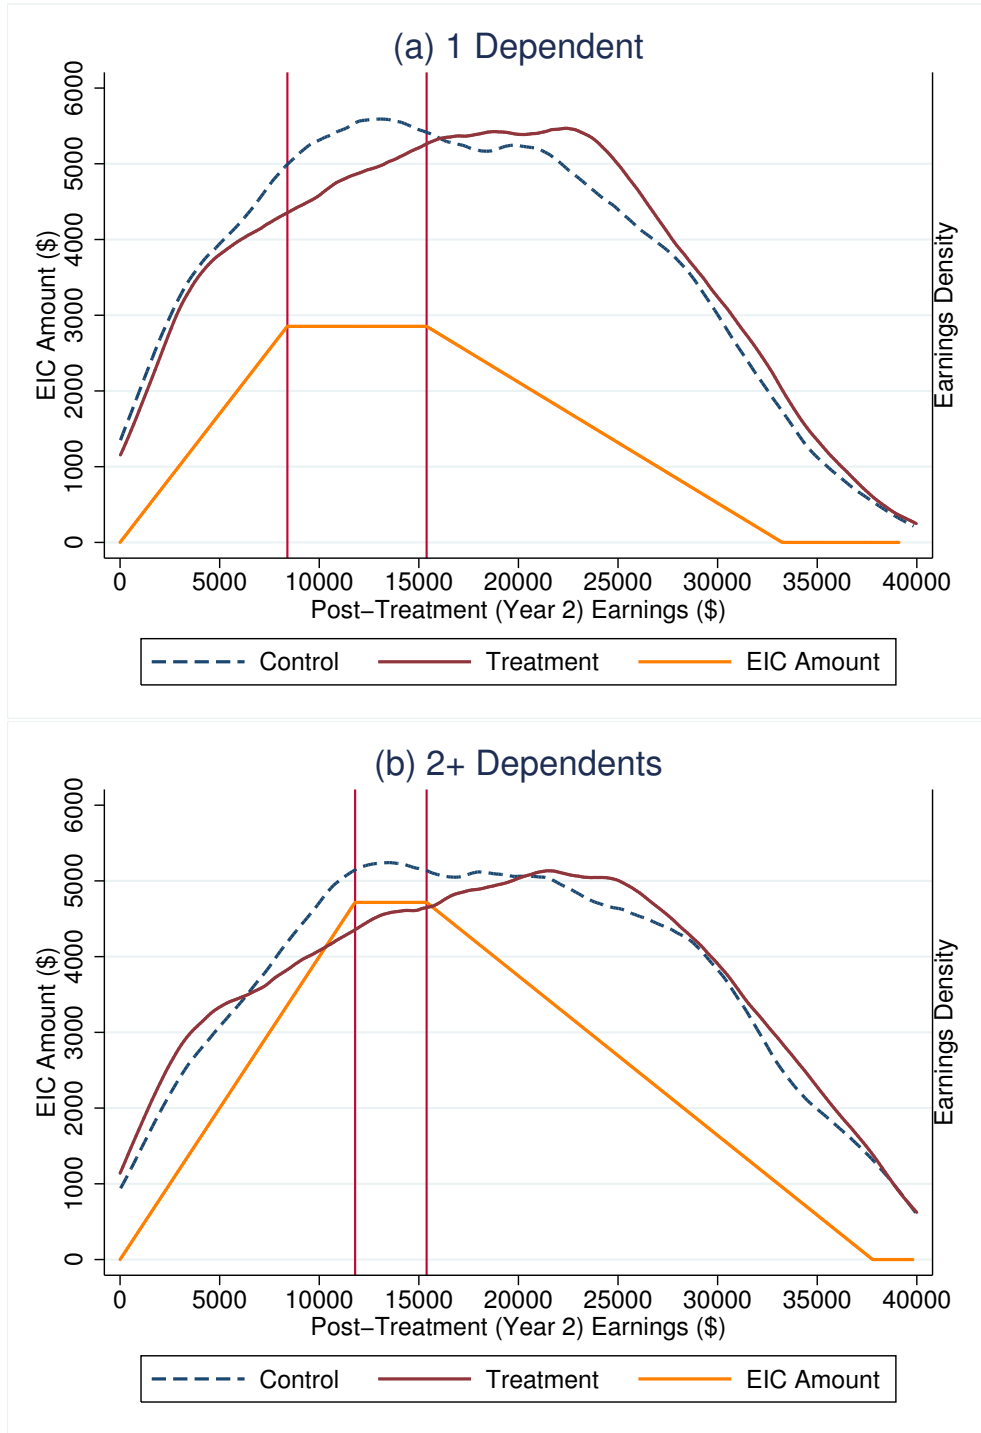 (a) 1 Dependent
6000
5000
4000
3000
2000
1000
0
EIC Amount ($)
Earnings Density
0 5000 10000 15000 20000 25000 30000 35000 40000
Post−Treatment (Year 2) Earnings ($)
Control Treatment EIC Amount
(b) 2+ Dependents
6000
5000
4000
3000
2000
1000
0
EIC Amount ($)
Earnings Density
0 5000 10000 15000 20000 25000 30000 35000 40000
Post−Treatment (Year 2) Earnings ($)
Control Treatment EIC Amount